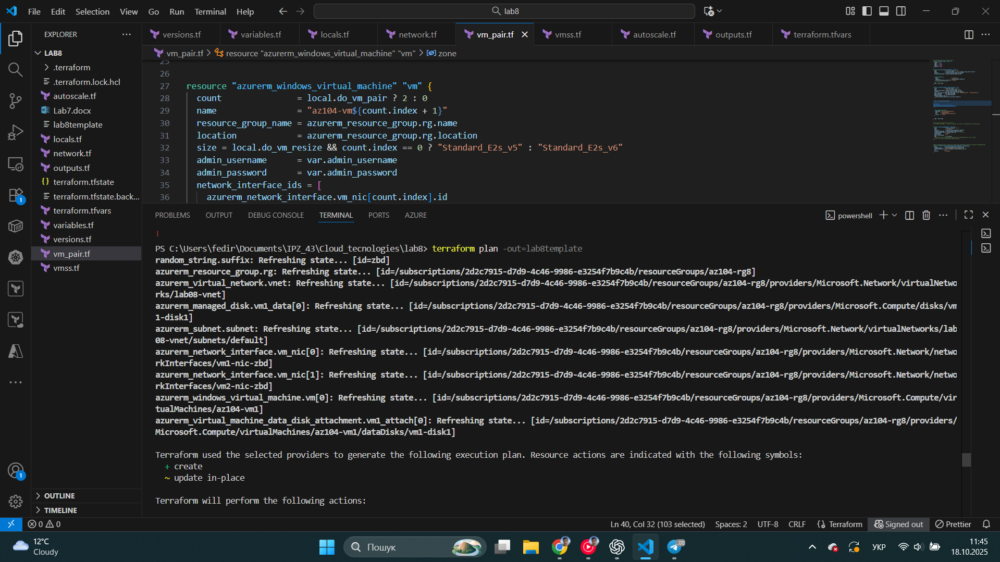 File Edit Selection View Go Run Terminal Help
lab8
EXPLORER
versions.tf
variables.tf
locals.tf
network.tf
vm_pair.tf
vmss.tf
autoscale.tf
outputs.tf
terraform.tfvars
LAB8
vm_pair.tf > resource "azurerm_windows_virtual_machine" "vm" > zone
.terraform
.terraform.lock.hcl
autoscale.tf
Lab7.docx
lab8template
locals.tf
network.tf
outputs.tf
terraform.tfstate
terraform.tfstate.back...
terraform.tfvars
variables.tf
versions.tf
vm_pair.tf
vmss.tf
OUTLINE
TIMELINE
25
26
27 resource "azurerm_windows_virtual_machine" "vm" {
28 count = local.do_vm_pair ? 2 : 0
29 name = "az104-vm${count.index + 1}"
30 resource_group_name = azurerm_resource_group.rg.name
31 location = azurerm_resource_group.rg.location
32 size = local.do_vm_resize && count.index == 0 ? "Standard_E2s_v5" : "Standard_E2s_v6"
33 admin_username = var.admin_username
34 admin_password = var.admin_password
35 network_interface_ids = [
36 azurerm_network_interface.vm_nic[count.index].id
PROBLEMS OUTPUT DEBUG CONSOLE TERMINAL PORTS AZURE
powershell
PS C:\Users\fedir\Documents\IPZ_43\Cloud_tecnologies\lab8> terraform plan -out=lab8template
random_string.suffix: Refreshing state... [id=zbd]
azurerm_resource_group.rg: Refreshing state... [id=/subscriptions/2d2c7915-d7d9-4c46-9986-e3254f7b9c4b/resourceGroups/az104-rg8]
azurerm_virtual_network.vnet: Refreshing state... [id=/subscriptions/2d2c7915-d7d9-4c46-9986-e3254f7b9c4b/resourceGroups/az104-rg8/providers/Microsoft.Network/virtualNetwo
rks/lab08-vnet]
azurerm_managed_disk.vm1_data[0]: Refreshing state... [id=/subscriptions/2d2c7915-d7d9-4c46-9986-e3254f7b9c4b/resourceGroups/az104-rg8/providers/Microsoft.Compute/disks/vm
1-disk1]
azurerm_subnet.subnet: Refreshing state... [id=/subscriptions/2d2c7915-d7d9-4c46-9986-e3254f7b9c4b/resourceGroups/az104-rg8/providers/Microsoft.Network/virtualNetworks/lab
08-vnet/subnets/default]
azurerm_network_interface.vm_nic[0]: Refreshing state... [id=/subscriptions/2d2c7915-d7d9-4c46-9986-e3254f7b9c4b/resourceGroups/az104-rg8/providers/Microsoft.Network/netwo
rkInterfaces/vm1-nic-zbd]
azurerm_network_interface.vm_nic[1]: Refreshing state... [id=/subscriptions/2d2c7915-d7d9-4c46-9986-e3254f7b9c4b/resourceGroups/az104-rg8/providers/Microsoft.Network/netwo
rkInterfaces/vm2-nic-zbd]
azurerm_windows_virtual_machine.vm[0]: Refreshing state... [id=/subscriptions/2d2c7915-d7d9-4c46-9986-e3254f7b9c4b/resourceGroups/az104-rg8/providers/Microsoft.Compute/vir
tualMachines/az104-vm1]
azurerm_virtual_machine_data_disk_attachment.vm1_attach[0]: Refreshing state... [id=/subscriptions/2d2c7915-d7d9-4c46-9986-e3254f7b9c4b/resourceGroups/az104-rg8/providers/
Microsoft.Compute/virtualMachines/az104-vm1/dataDisks/vm1-disk1]
Terraform used the selected providers to generate the following execution plan. Resource actions are indicated with the following symbols:
+ create
~ update in-place
Terraform will perform the following actions:
0 0
Ln 40, Col 32 (103 selected) Spaces: 2 UTF-8 CRLF {} Terraform Signed out Prettier
12°C
Cloudy
Пошук
УКР
11:45
18.10.2025